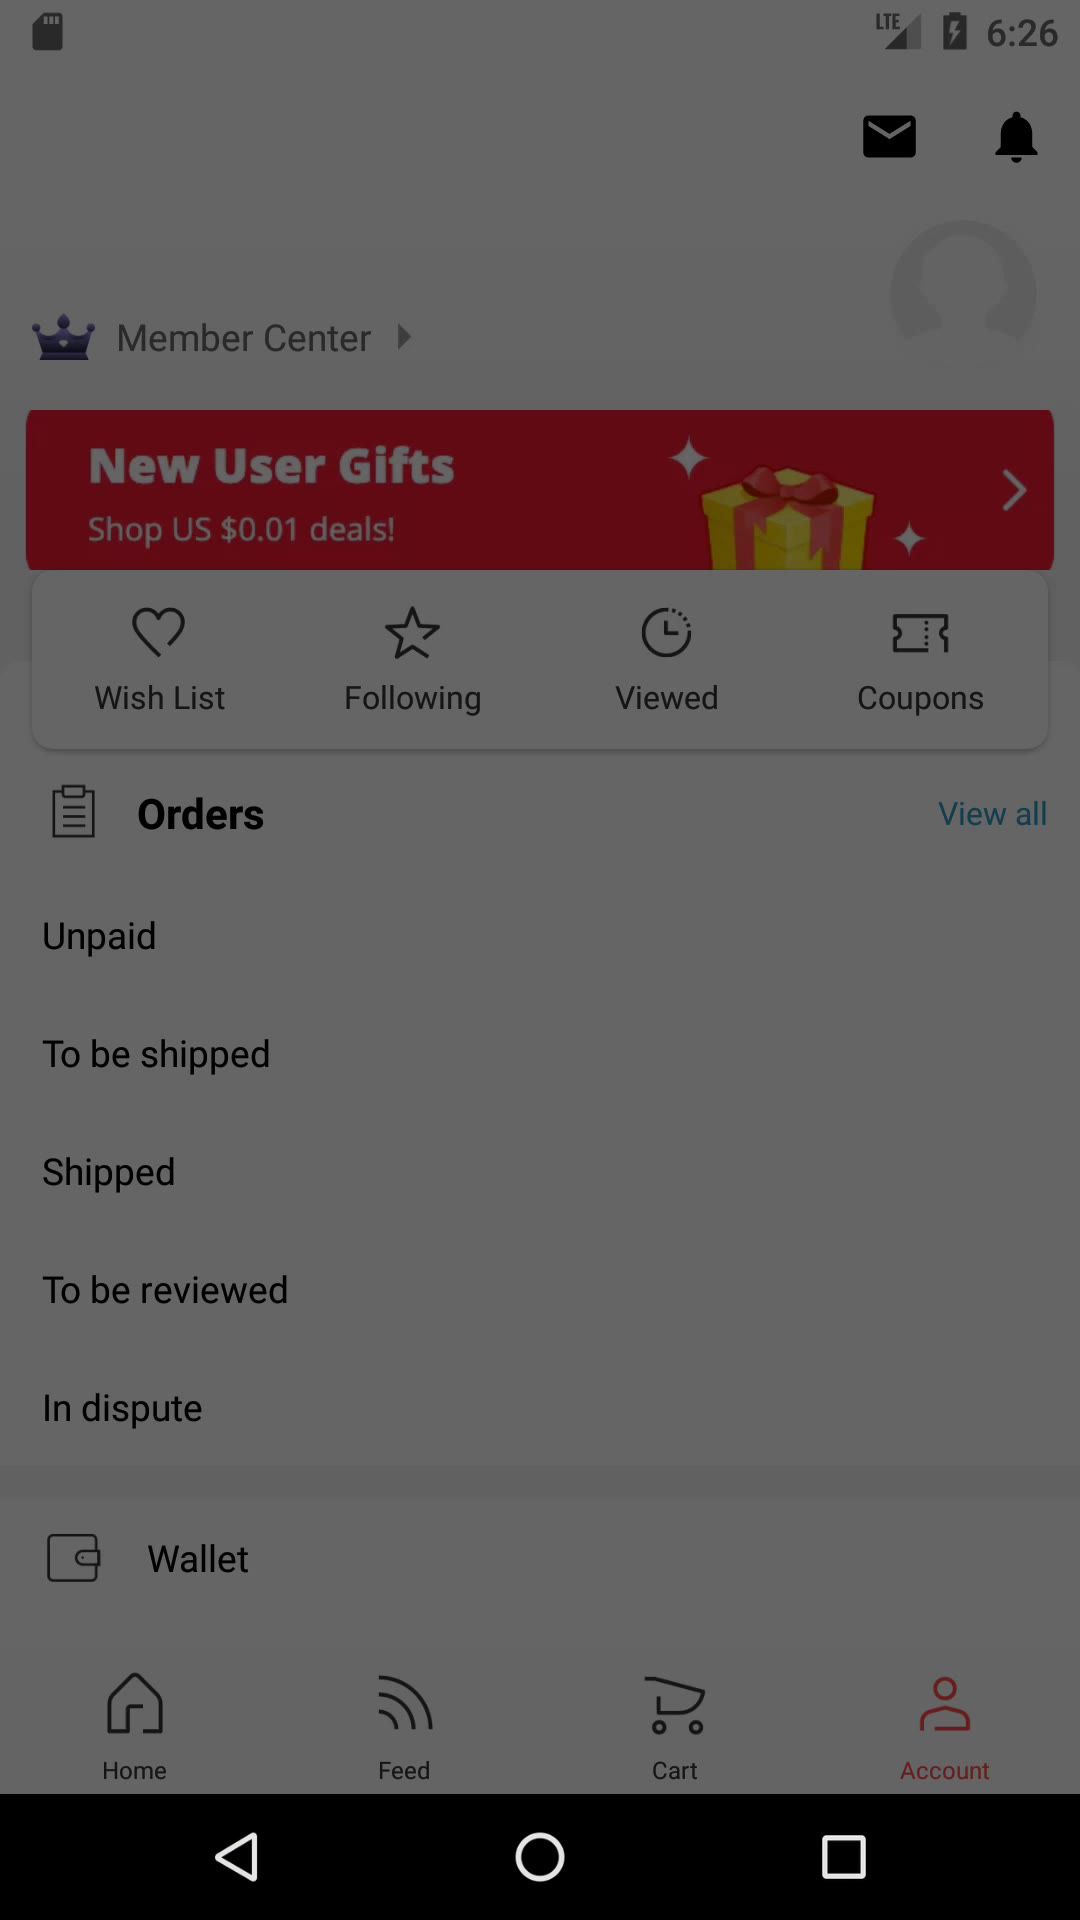 LTE 6:26
Member Center
New User Gifts
Shop US $0.01 deals!
Wish List Following Viewed Coupons
Orders View all
Unpaid
To be shipped
Shipped
To be reviewed
In dispute
Wallet
Home Feed Cart Account